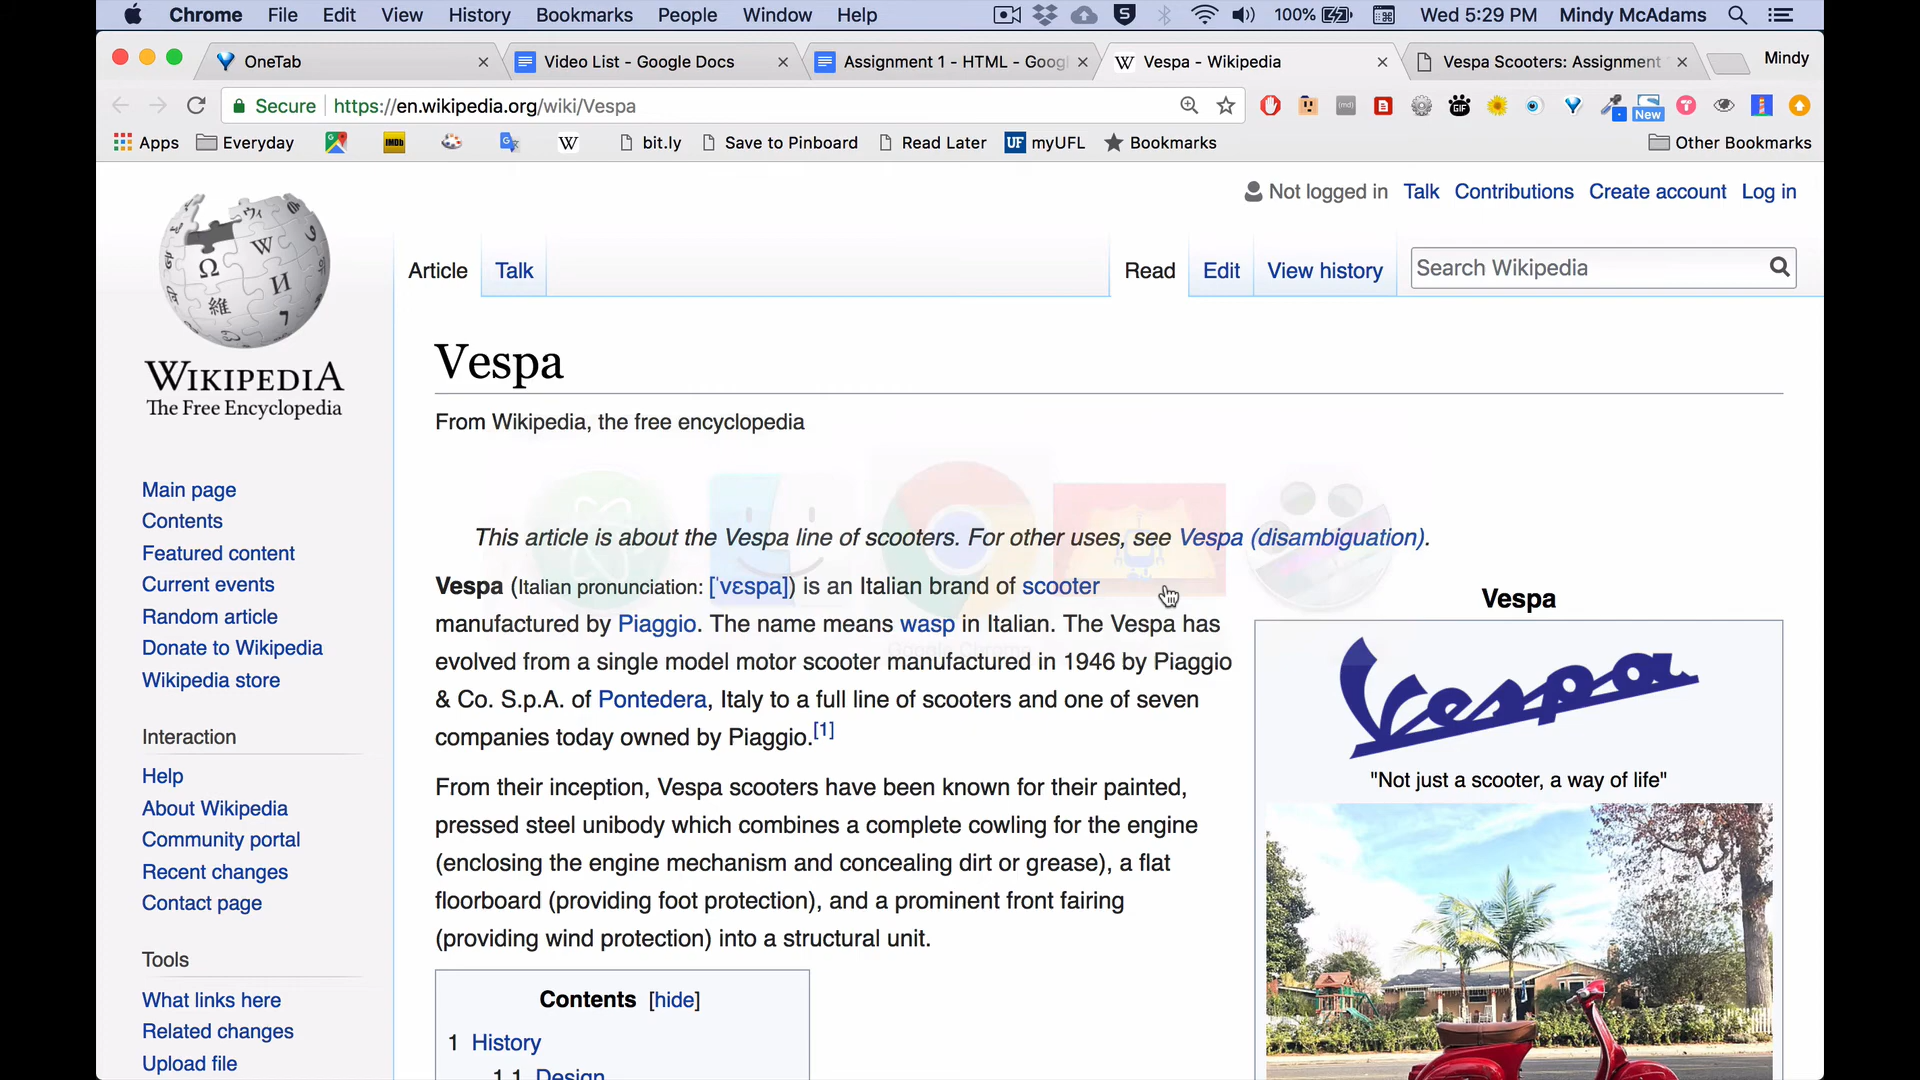 Chrome File Edit View History Bookmarks People Window Help 100% Wed 5:29 PM Mindy McAdams
OneTab
Video List - Google Docs
Assignment 1 - HTML - Goog
Vespa - Wikipedia
Vespa Scooters: Assignment
Mindy
Secure https://en.wikipedia.org/wiki/Vespa
New
Apps Everyday IMDb W bit.ly Save to Pinboard Read Later UF myUFL Bookmarks Other Bookmarks
Not logged in Talk Contributions Create account Log in
Article Talk Read Edit View history Search Wikipedia
WIKIPEDIA
The Free Encyclopedia
Main page
Contents
Featured content
Current events
Random article
Donate to Wikipedia
Wikipedia store
Interaction
Help
About Wikipedia
Community portal
Recent changes
Contact page
Tools
What links here
Related changes
Upload file
Vespa
From Wikipedia, the free encyclopedia
This article is about the Vespa line of scooters. For other uses, see Vespa (disambiguation).
Vespa (Italian pronunciation: [ˈvɛspa]) is an Italian brand of scooter
manufactured by Piaggio. The name means wasp in Italian. The Vespa has
evolved from a single model motor scooter manufactured in 1946 by Piaggio
& Co. S.p.A. of Pontedera, Italy to a full line of scooters and one of seven
companies today owned by Piaggio.[1]
From their inception, Vespa scooters have been known for their painted,
pressed steel unibody which combines a complete cowling for the engine
(enclosing the engine mechanism and concealing dirt or grease), a flat
floorboard (providing foot protection), and a prominent front fairing
(providing wind protection) into a structural unit.
Contents [hide]
1 History
1.1 Design
Vespa
Vespa
"Not just a scooter, a way of life"
Google Chrome